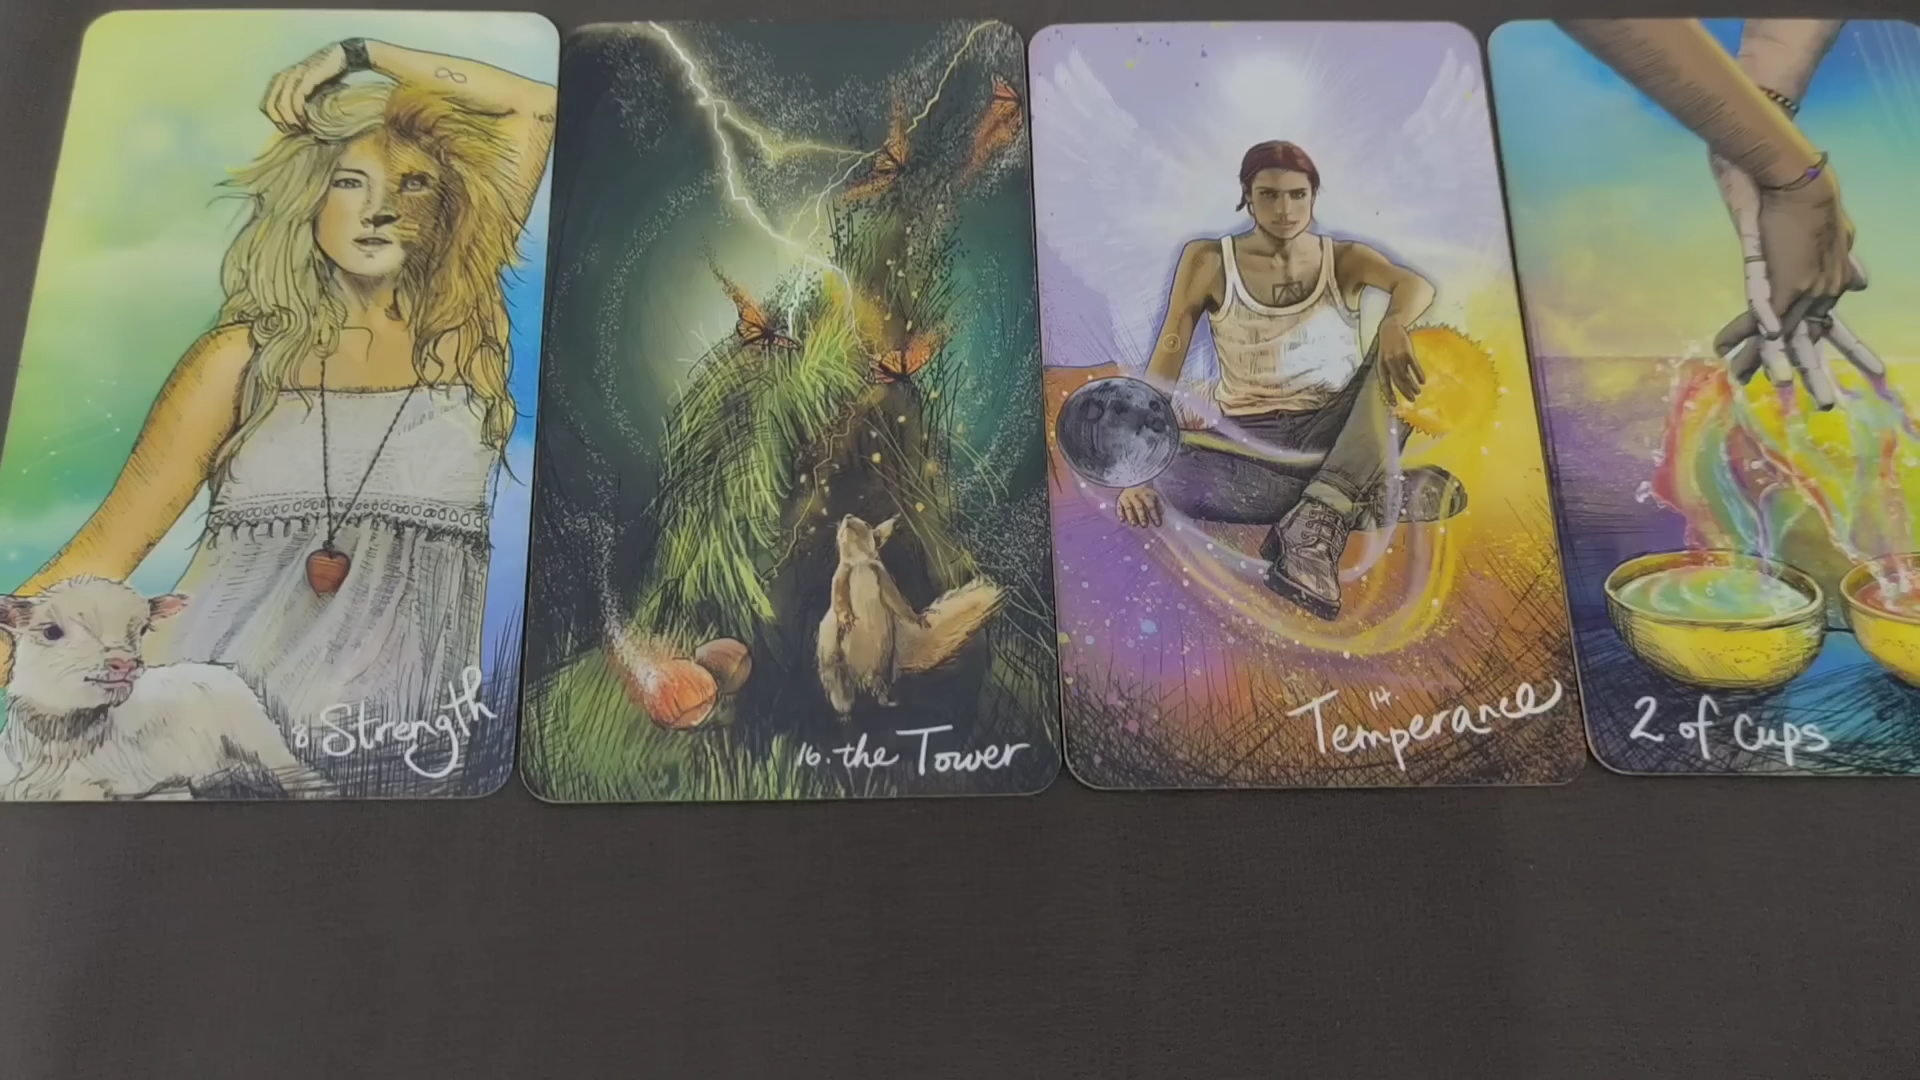 8 Strength
16. the Tower
14.
Temperance
2 of Cups